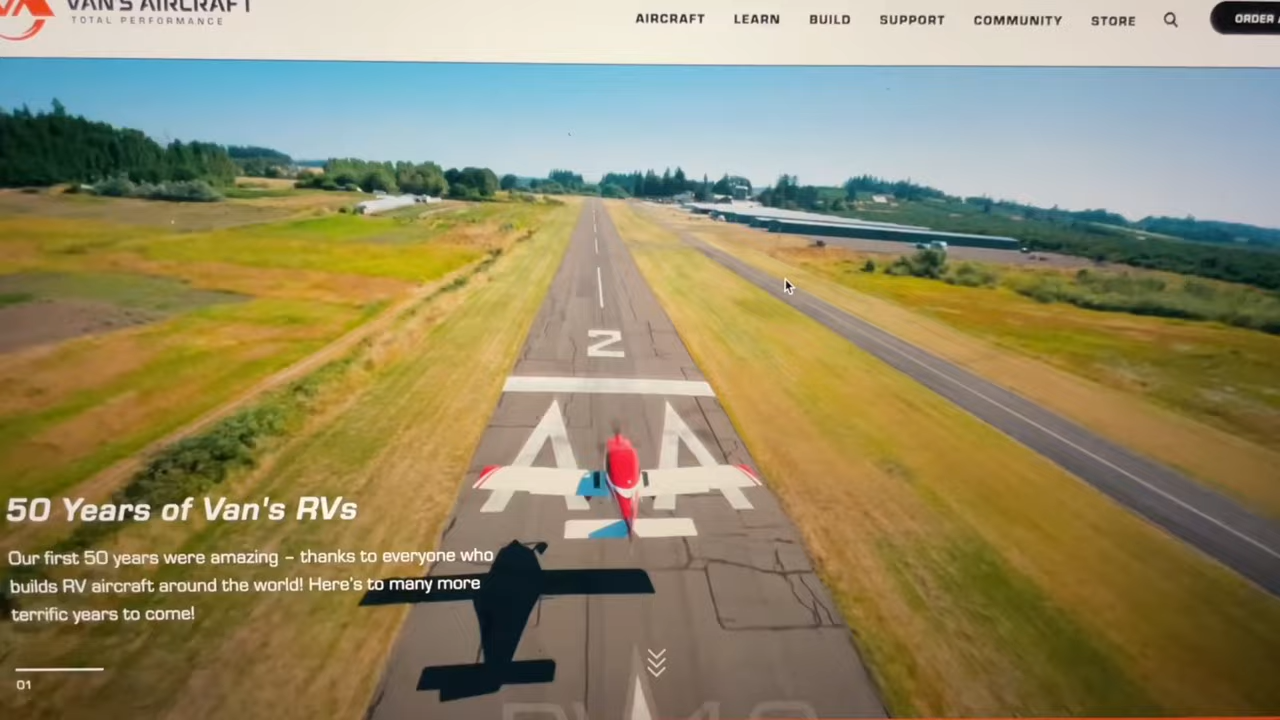 VAN'S AIRCRAFT
TOTAL PERFORMANCE
AIRCRAFT
LEARN
BUILD
SUPPORT
COMMUNITY
STORE
ORDER
2
50 Years of Van's RVs
Our first 50 years were amazing – thanks to everyone who
builds RV aircraft around the world! Here's to many more
terrific years to come!
01